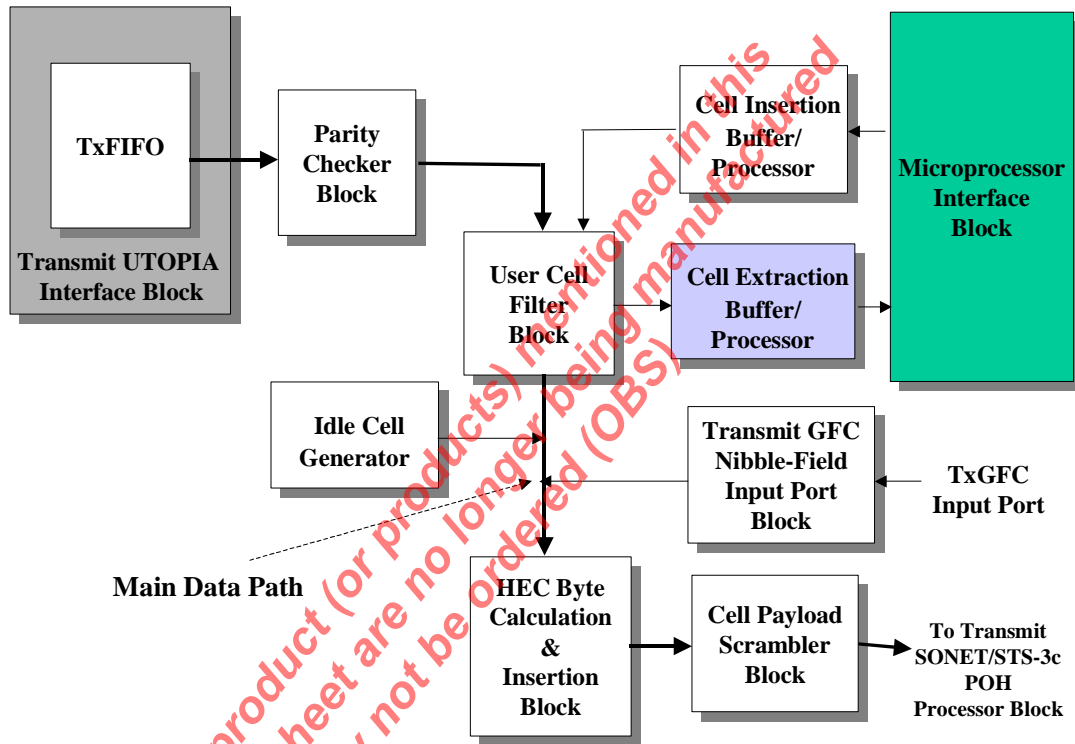 TxFIFO
Transmit UTOPIA
Interface Block
Parity
Checker
Block
Cell Insertion
Buffer/
Processor
Microprocessor
Interface
Block
User Cell
Filter
Block
Cell Extraction
Buffer/
Processor
Idle Cell
Generator
Transmit GFC
Nibble-Field
Input Port
Block
TxGFC
Input Port
Main Data Path
HEC Byte
Calculation
&
Insertion
Block
Cell Payload
Scrambler
Block
To Transmit
SONET/STS-3c
POH
Processor Block
product (or products) mentioned in this
sheet are no longer being manufactured
not be ordered (OBS)